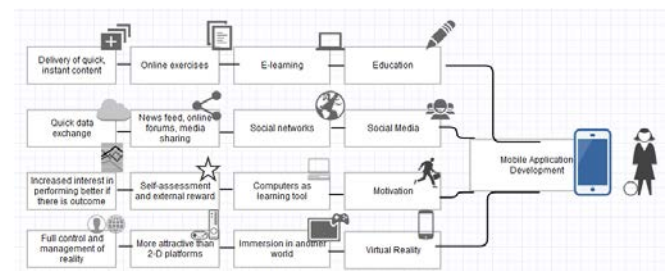 Delivery of quick,
instant content
Online exercises
E-learning
Education
Quick data
exchange
News feed, online
forums, media
sharing
Social networks
Social Media
Mobile Application
Development
Increased interest in
performing better if
there is outcome
Self-assessment
and external reward
Computers as
learning tool
Motivation
Full control and
management of
reality
More attractive than
2-D platforms
Immersion in another
world
Virtual Reality